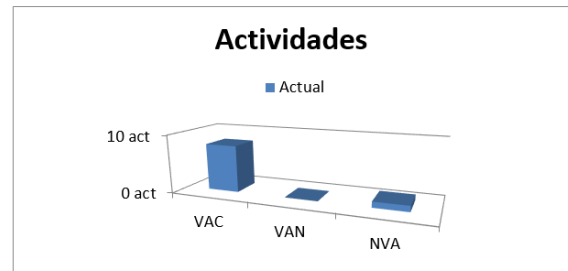 Actividades
Actual
10 act
0 act
VAC
VAN
NVA